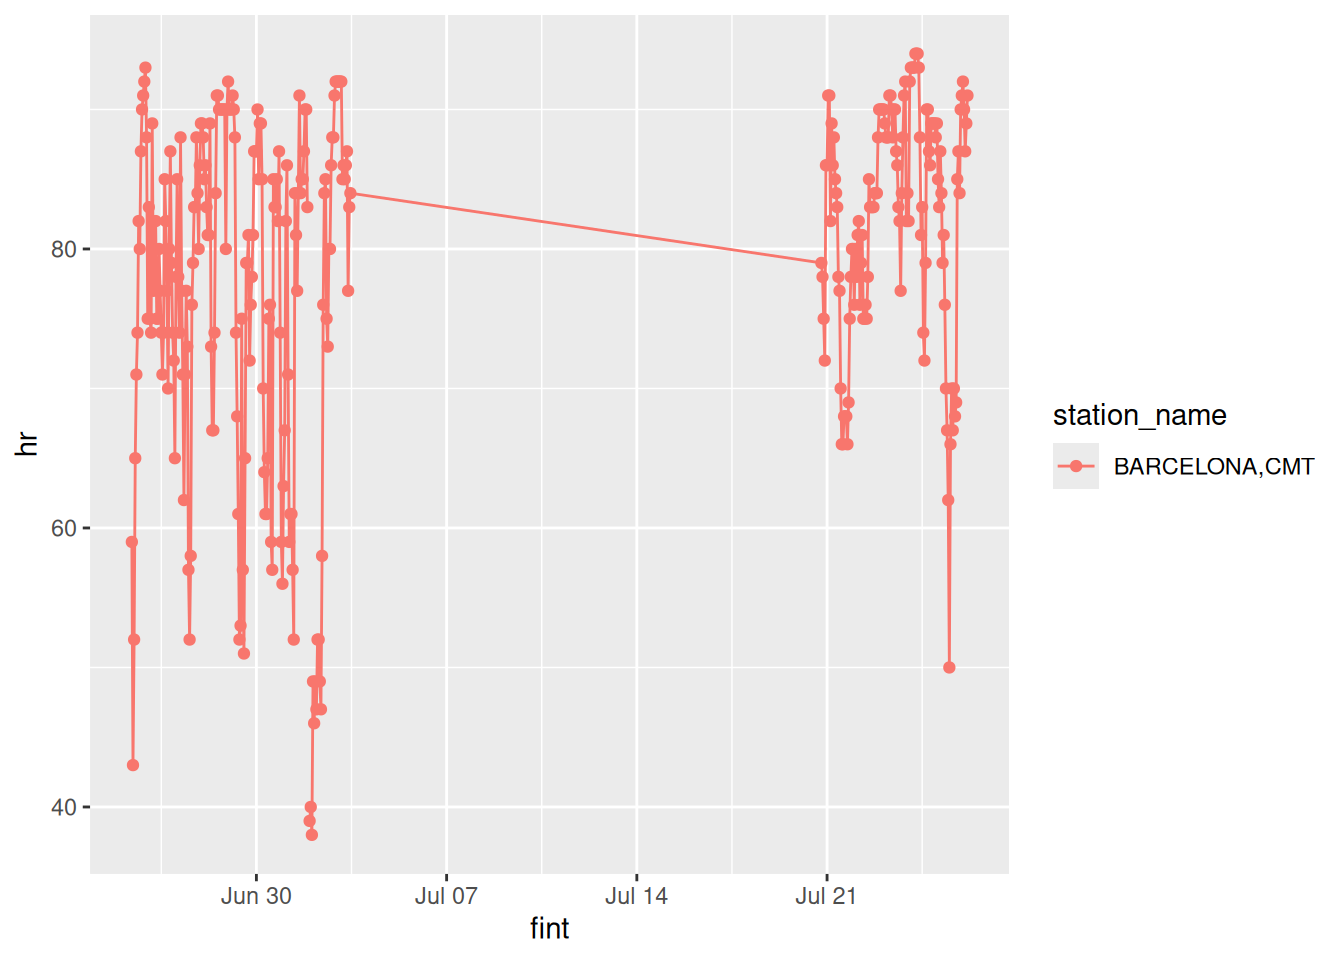 80
60
40
hr
Jun 30
Jul 07
Jul 14
Jul 21
fint
station_name
BARCELONA,CMT